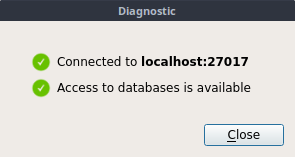 Diagnostic
Connected to localhost:27017
Access to databases is available
Close